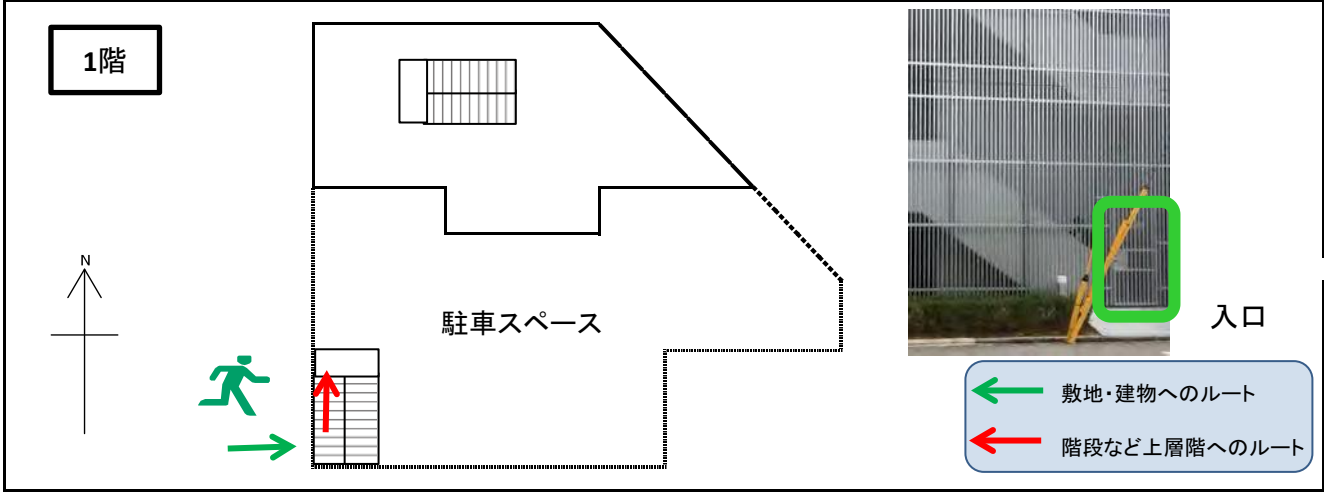 1階
N
駐車スペース
入口
敷地・建物へのルート
階段など上層階へのルート